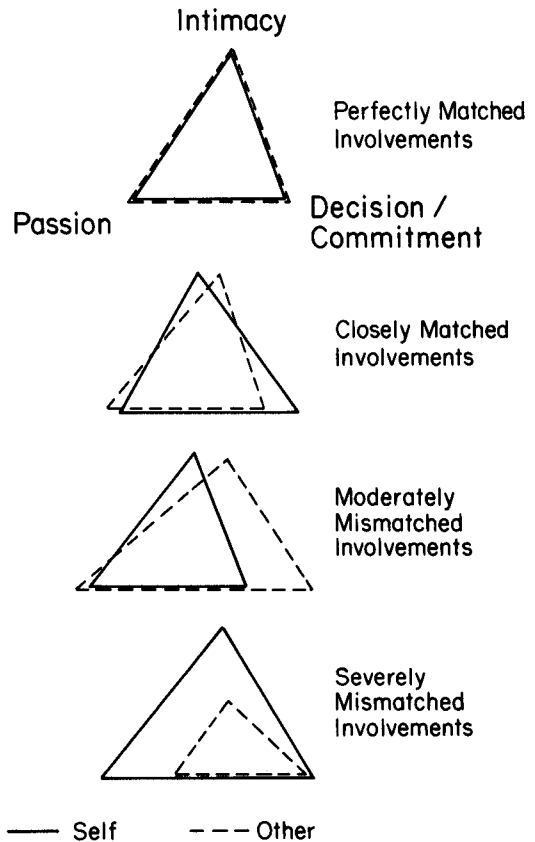 Intimacy
Perfectly Matched
Involvements
Passion
Decision /
Commitment
Closely Matched
Involvements
Moderately
Mismatched
Involvements
Severely
Mismatched
Involvements
Self
Other